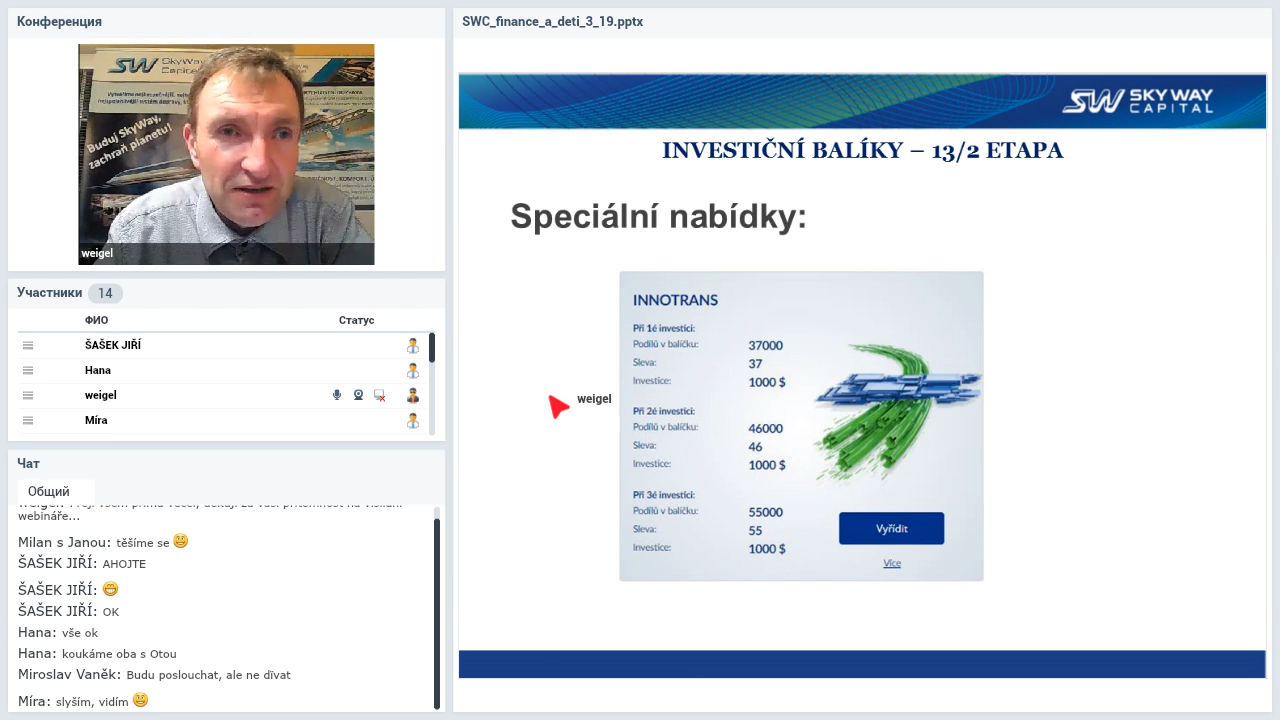 Конференция
SW SkyWay
Capital
Buduj SkyWay,
zachraň planetu!
weigel
Участники 14
ФИО Статус
ŠAŠEK JIŘÍ
Hana
weigel
Míra
Чат
Общий
webináře...
Milan s Janou: těšíme se
ŠAŠEK JIŘÍ: AHOJTE
ŠAŠEK JIŘÍ:
ŠAŠEK JIŘÍ: OK
Hana: vše ok
Hana: koukáme oba s Otou
Miroslav Vaněk: Budu poslouchat, ale ne dívat
Míra: slyším, vidím
SWC_finance_a_deti_3_19.pptx
SW SKY WAY
CAPITAL
INVESTIČNÍ BALÍKY – 13/2 ETAPA
Speciální nabídky:
weigel
INNOTRANS
Při 1é investici:
Podílů v balíčku: 37000
Sleva: 37
Investice: 1000 $
Při 2é investici:
Podílů v balíčku: 46000
Sleva: 46
Investice: 1000 $
Při 3é investici:
Podílů v balíčku: 55000
Sleva: 55
Investice: 1000 $
Vyřídit
Více